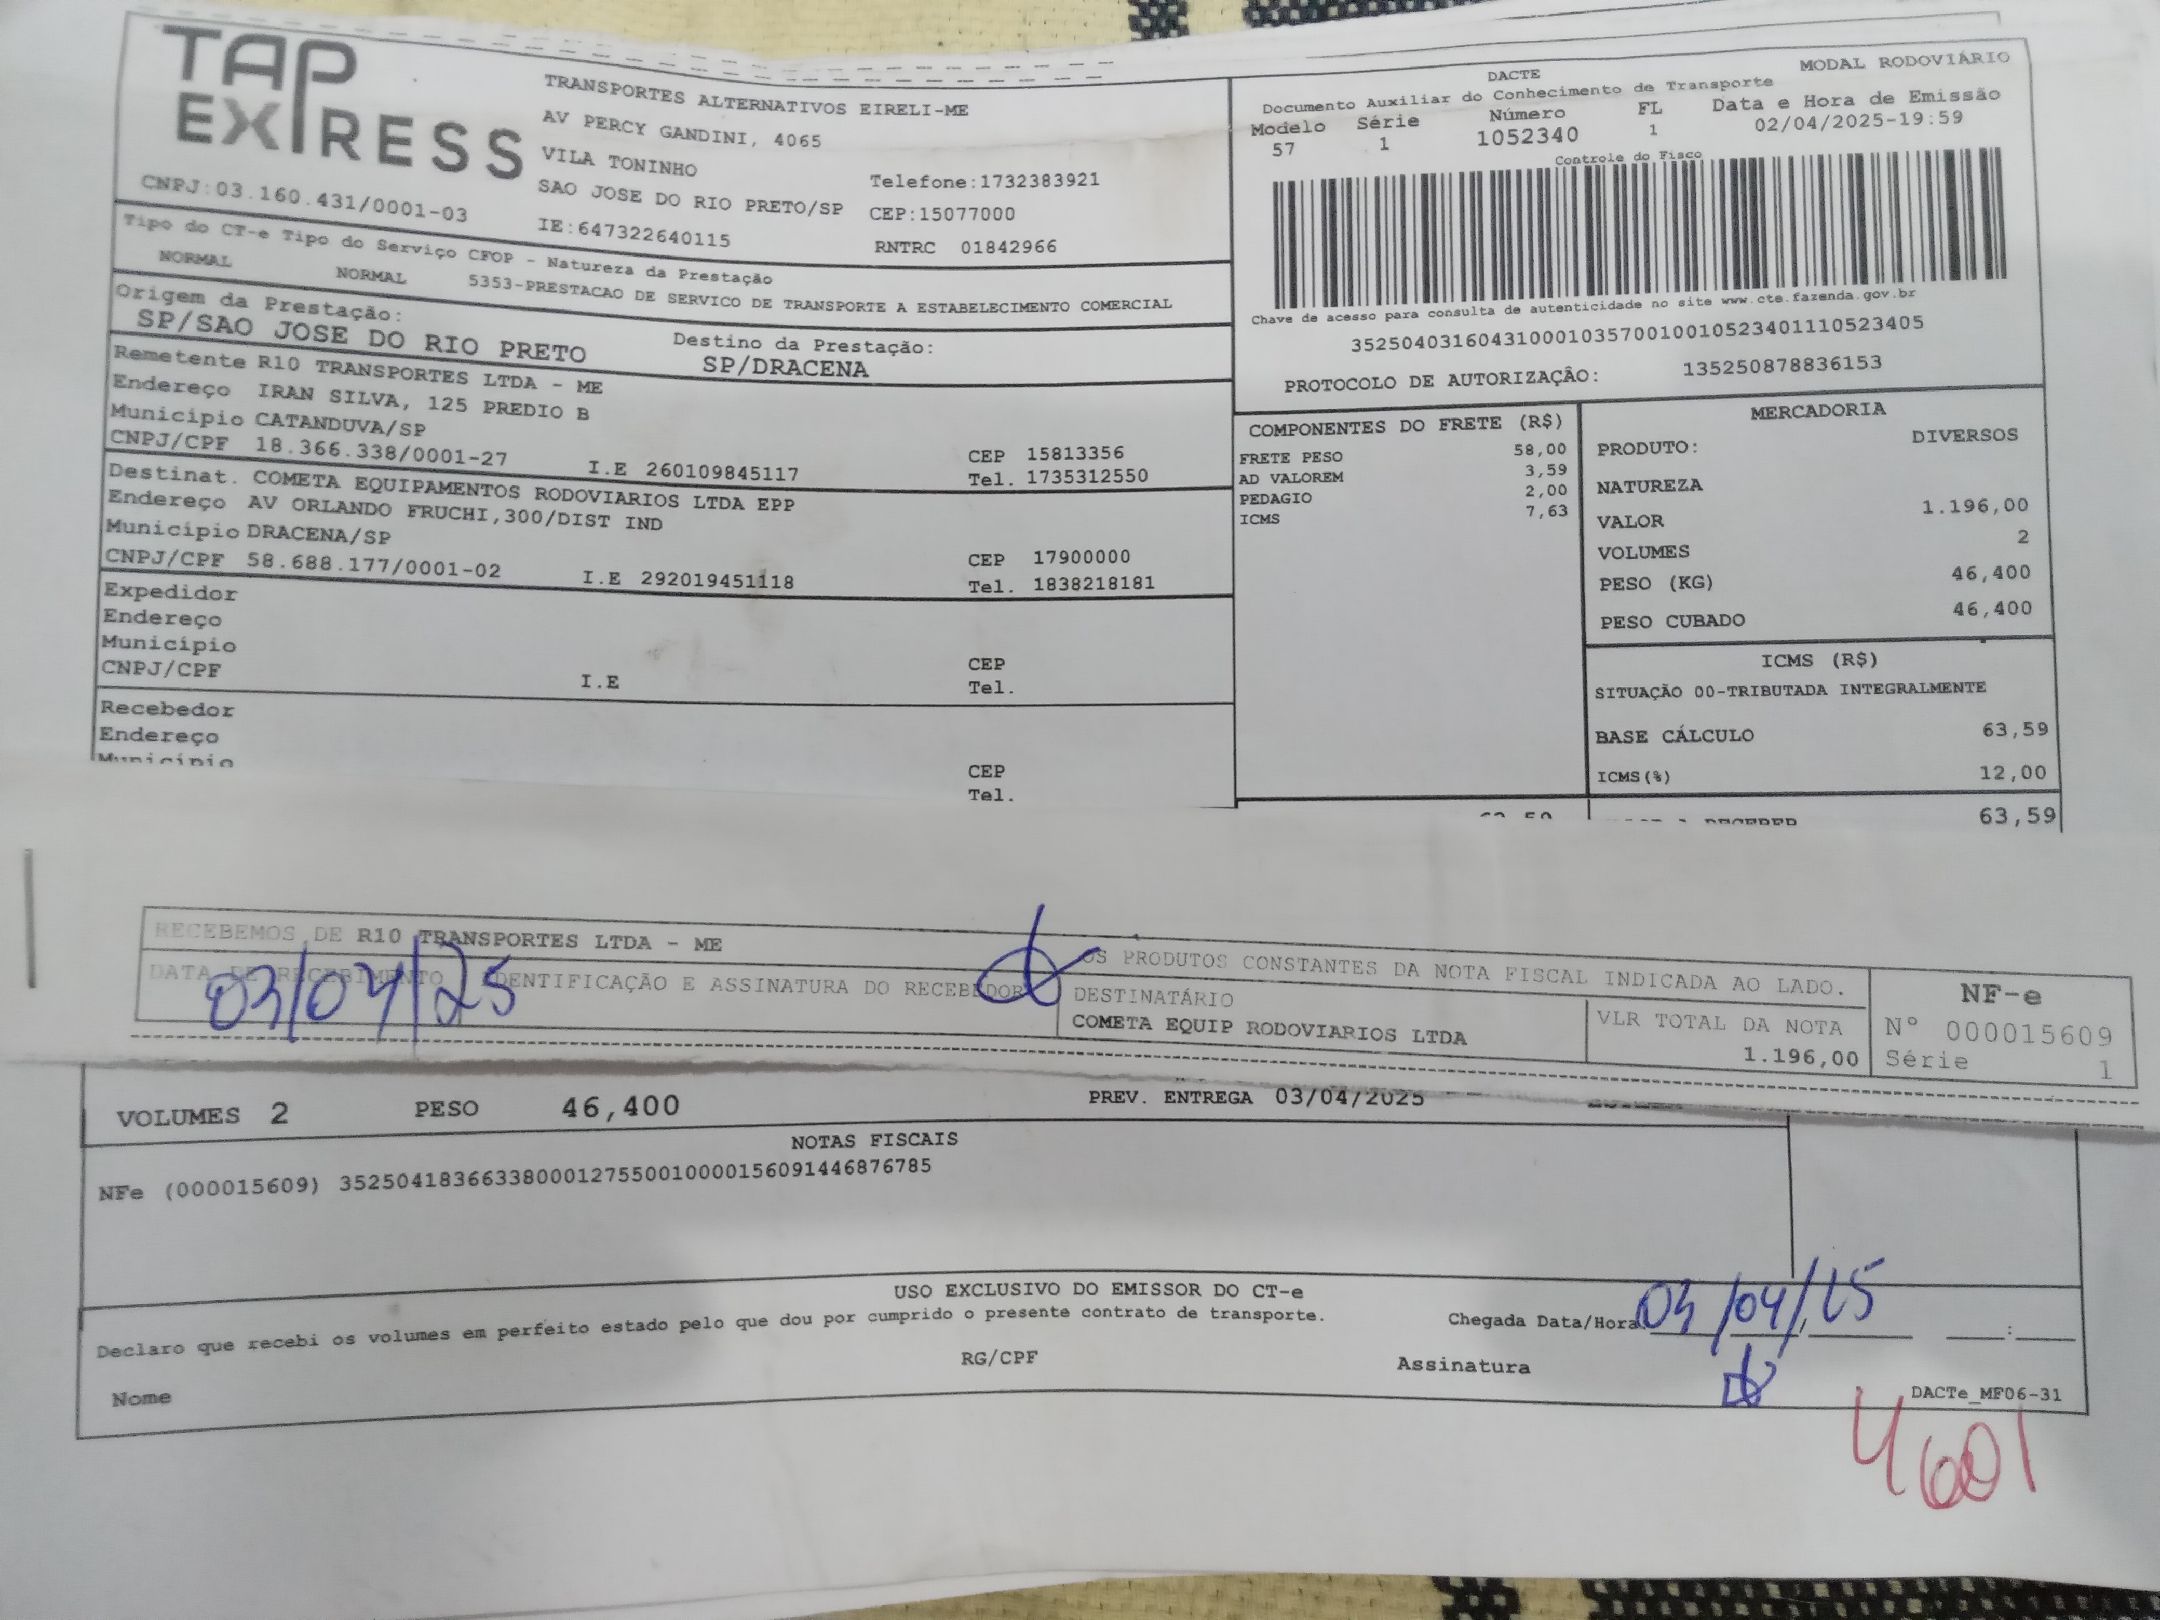 TAP EXPRESS
TRANSPORTES ALTERNATIVOS EIRELI-ME
AV PERCY GANDINI, 4065
VILA TONINHO
Telefone:1732383921
SAO JOSE DO RIO PRETO/SP CEP:15077000
CNPJ:03.160.431/0001-03
IE:647322640115
RNTRC 01842966
DACTE
MODAL RODOVIÁRIO
Documento Auxiliar do Conhecimento de Transporte
Modelo Série Número FL Data e Hora de Emissão
57 1 1052340 1 02/04/2025-19:59
Controle do Fisco
Chave de acesso para consulta de autenticidade no site www.cte.fazenda.gov.br
35250403160431000103570010010523401110523405
PROTOCOLO DE AUTORIZAÇÃO: 135250878836153
Tipo do CT-e Tipo do Serviço CFOP - Natureza da Prestação
NORMAL NORMAL 5353-PRESTACAO DE SERVICO DE TRANSPORTE A ESTABELECIMENTO COMERCIAL
Origem da Prestação:
SP/SAO JOSE DO RIO PRETO
Destino da Prestação:
SP/DRACENA
Remetente R10 TRANSPORTES LTDA - ME
Endereço IRAN SILVA, 125 PREDIO B
Município CATANDUVA/SP
CEP 15813356
CNPJ/CPF 18.366.338/0001-27 I.E 260109845117 Tel. 1735312550
Destinat. COMETA EQUIPAMENTOS RODOVIARIOS LTDA EPP
Endereço AV ORLANDO FRUCHI,300/DIST IND
Município DRACENA/SP
CEP 17900000
CNPJ/CPF 58.688.177/0001-02 I.E 292019451118 Tel. 1838218181
Expedidor
Endereço
Município
CEP
CNPJ/CPF I.E Tel.
Recebedor
Endereço
Município
CEP
Tel.
COMPONENTES DO FRETE (R$)
FRETE PESO 58,00
AD VALOREM 3,59
PEDAGIO 2,00
ICMS 7,63
MERCADORIA
PRODUTO: DIVERSOS
NATUREZA
VALOR 1.196,00
VOLUMES 2
PESO (KG) 46,400
PESO CUBADO 46,400
ICMS (R$)
SITUAÇÃO 00-TRIBUTADA INTEGRALMENTE
BASE CÁLCULO 63,59
ICMS(%) 12,00
63,59
RECEBEMOS DE R10 TRANSPORTES LTDA - ME
OS PRODUTOS CONSTANTES DA NOTA FISCAL INDICADA AO LADO.
DATA DE RECEBIMENTO IDENTIFICAÇÃO E ASSINATURA DO RECEBEDOR
03/04/25
DESTINATÁRIO
COMETA EQUIP RODOVIARIOS LTDA
VLR TOTAL DA NOTA
1.196,00
NF-e
Nº 000015609
Série 1
VOLUMES 2 PESO 46,400 PREV. ENTREGA 03/04/2025
NOTAS FISCAIS
NFe (000015609) 35250418366338000127550010000156091446876785
USO EXCLUSIVO DO EMISSOR DO CT-e
Declaro que recebi os volumes em perfeito estado pelo que dou por cumprido o presente contrato de transporte.
Chegada Data/Hora 03/04/25 :
Nome
RG/CPF
Assinatura
DACTe_MF06-31
4601